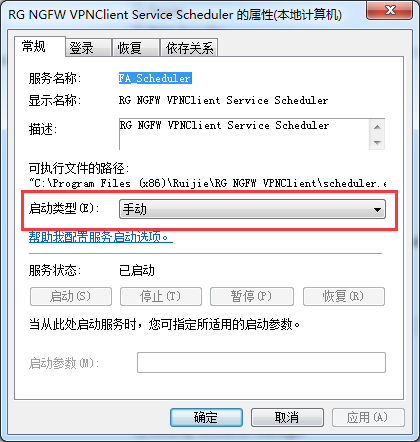 RG NGFW VPNClient Service Scheduler 的属性(本地计算机)
常规 登录 恢复 依存关系
服务名称: FA_Scheduler
显示名称: RG NGFW VPNClient Service Scheduler
描述: RG NGFW VPNClient Service Scheduler
可执行文件的路径:
"C:\Program Files (x86)\Ruijie\RG NGFW VPNClient\scheduler.e
启动类型(E): 手动
帮助我配置服务启动选项。
服务状态: 已启动
启动(S) 停止(T) 暂停(P) 恢复(R)
当从此处启动服务时，您可指定所适用的启动参数。
启动参数(M):
确定 取消 应用(A)